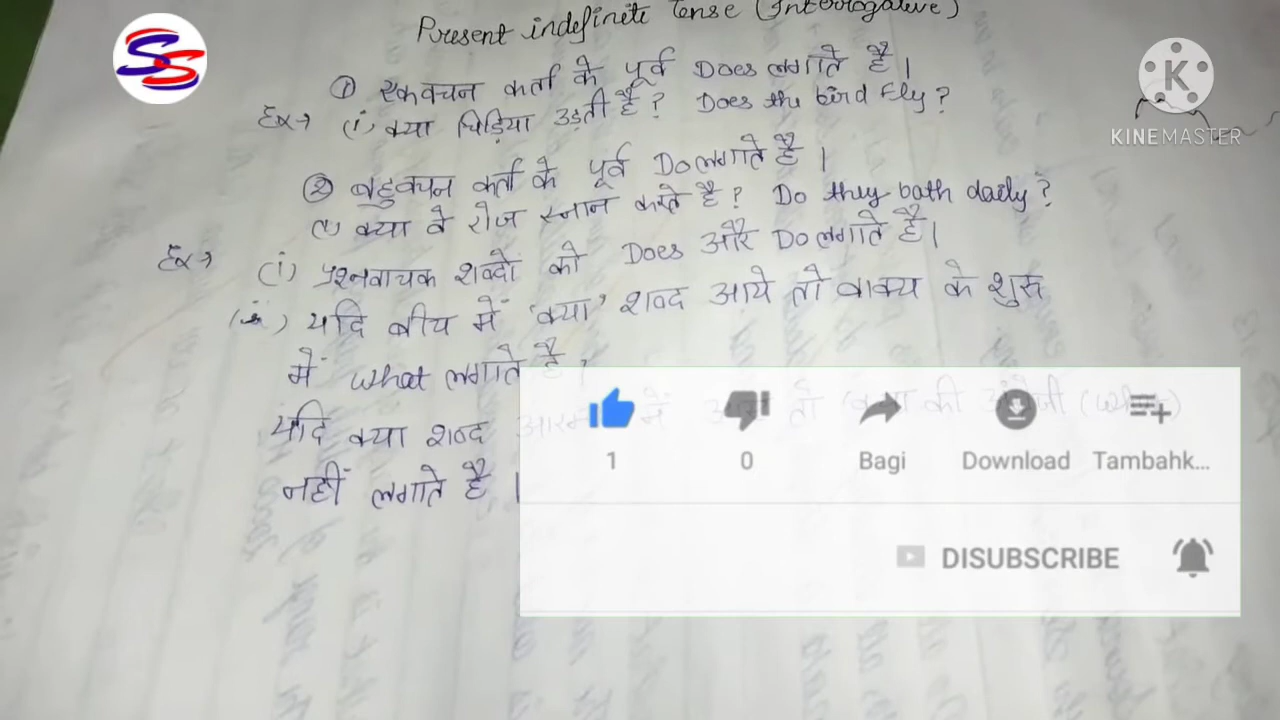 Present indefinite Tense (Interrogative)
① एकवचन कर्ता के पूर्व Does लगाते है।
Ex→ (i) क्या चिड़िया उड़ती है? Does the bird Fly?
② बहुवचन कर्ता के पूर्व Do लगाते है।
(i) क्या वे रोज स्नान करते है? Do they bath daily?
Ex→ (i) प्रश्नवाचक शब्दो को Does और Do लगाते है।
यदि बीच में 'क्या' शब्द आये तो वाक्य के शुरू
में what लगाते है
यदि क्या शब्द
नहीं लगाते है।
SS
K
KINEMASTER
1 0 Bagi Download Tambahk...
DISUBSCRIBE